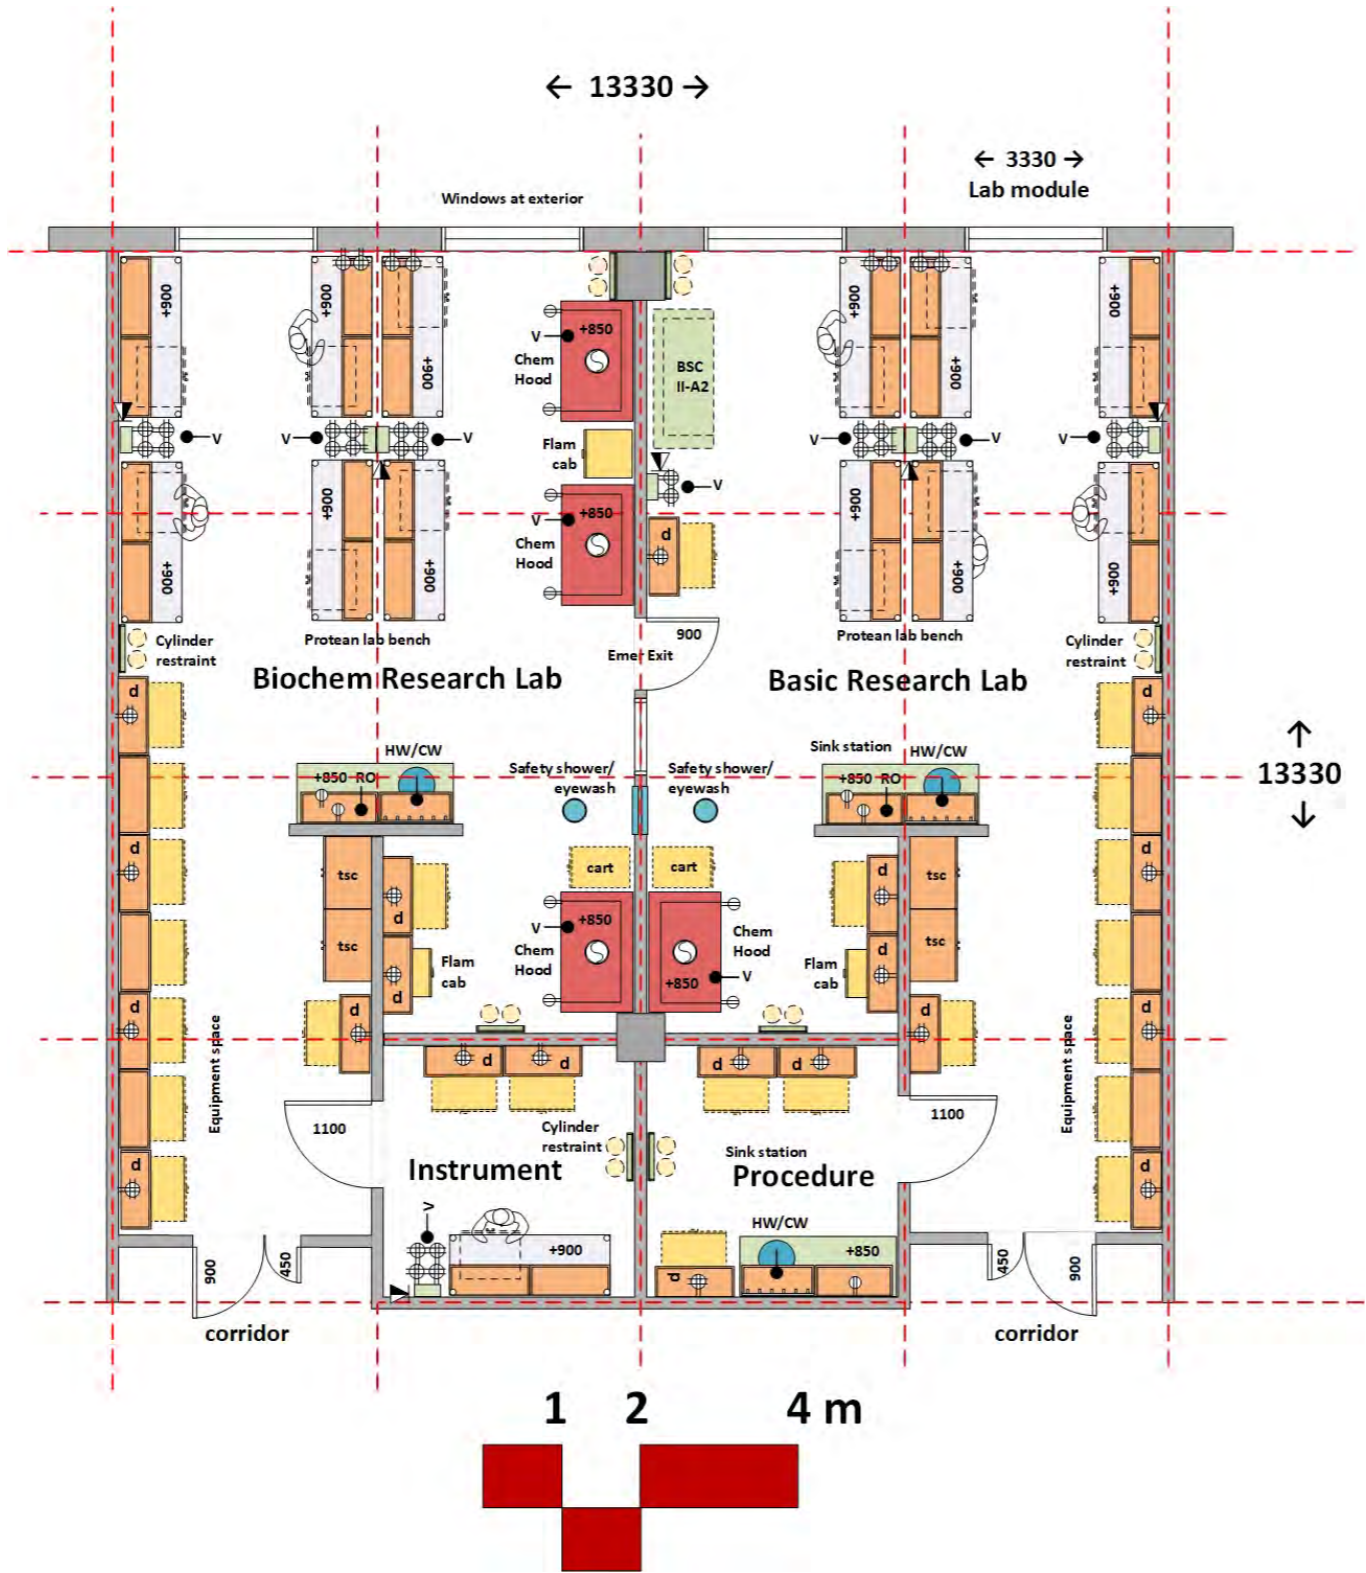 ← 13330 →
← 3330 →
Lab module
Windows at exterior
+900
+900
+900
+900
+900
+900
+850
V
Chem
Hood
BSC
II-A2
V
V
V
V
V
V
Flam
cab
V
+900
+900
+900
+900
+900
+900
+850
V
Chem
Hood
d
Cylinder
restraint
Protean lab bench
900
Emer Exit
Protean lab bench
Cylinder
restraint
Biochem Research Lab
Basic Research Lab
d
d
HW/CW
+850 RO
Safety shower/
eyewash
Safety shower/
eyewash
Sink station
HW/CW
+850 RO
↑
13330
↓
d
tsc
tsc
d
d
cart
cart
d
d
tsc
tsc
d
Flam
cab
V
+850
Chem
Hood
Chem
Hood
+850
V
Flam
cab
d
d
d
d
Equipment space
Equipment space
d
d
d
d
1100
1100
Cylinder
restraint
Sink station
Instrument
Procedure
d
d
V
+900
HW/CW
+850
d
900
450
450
900
corridor
corridor
1 2 4 m